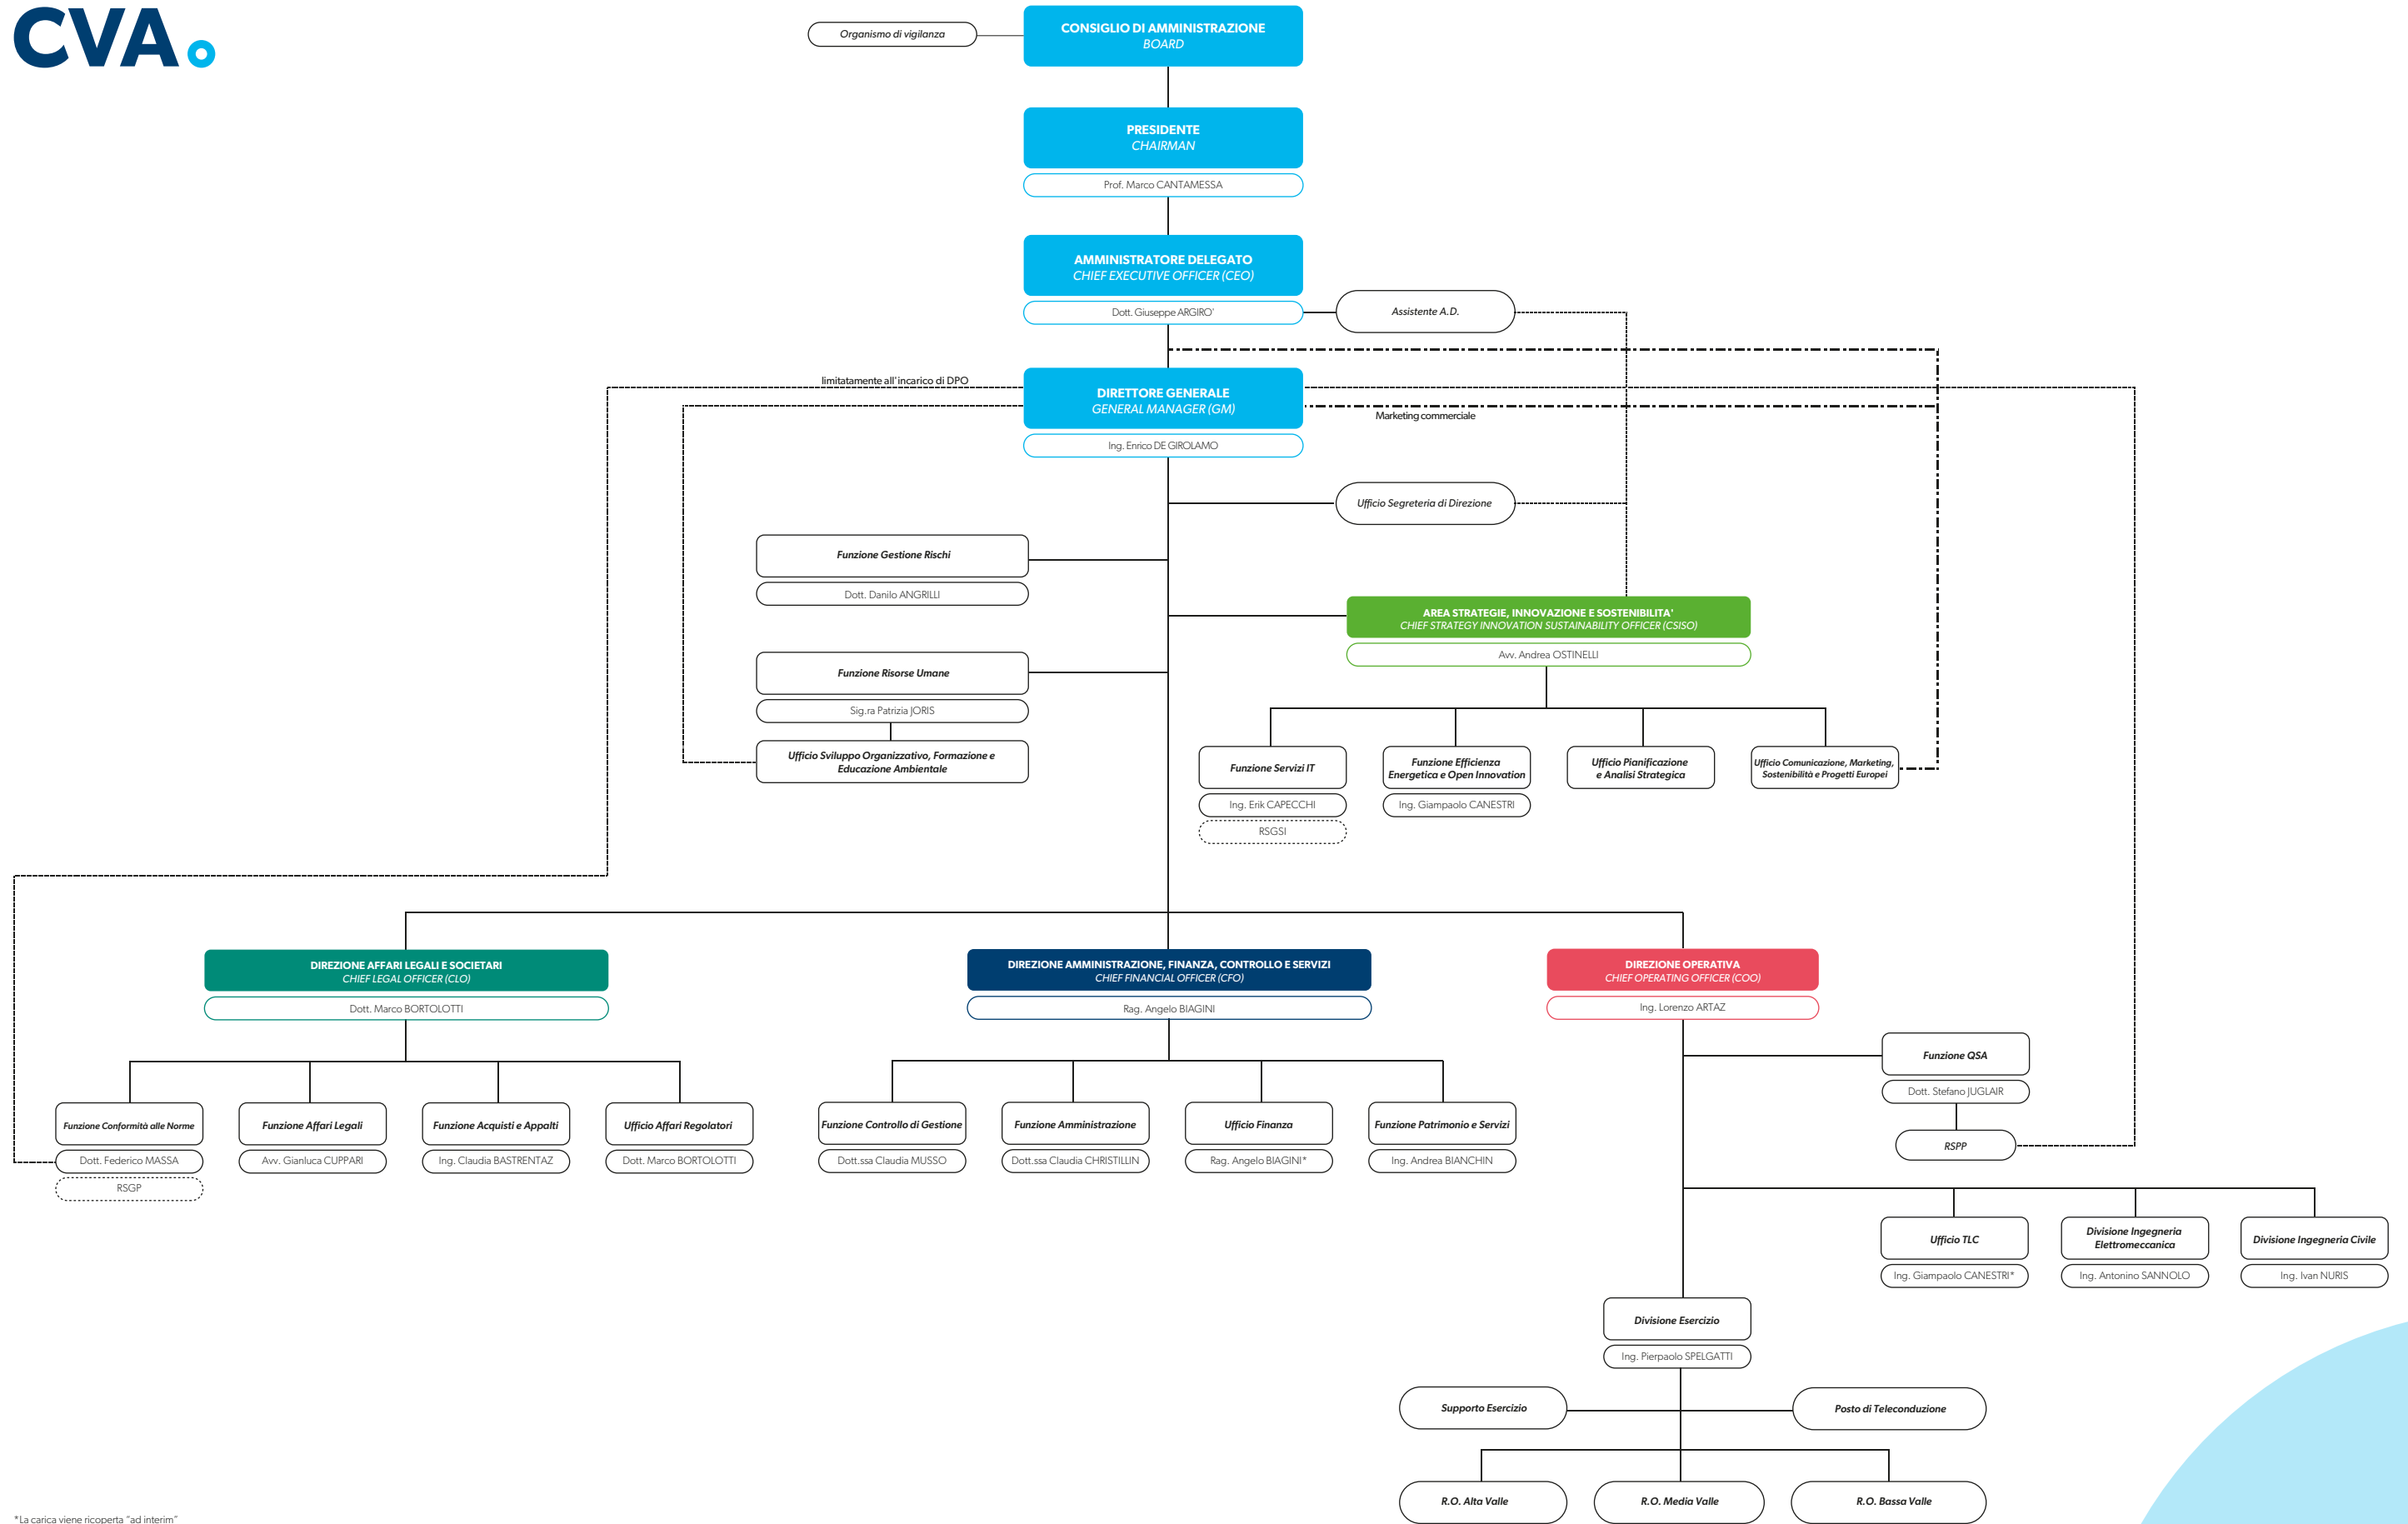 CVA
Organismo di vigilanza
CONSIGLIO DI AMMINISTRAZIONE
BOARD
PRESIDENTE
CHAIRMAN
Prof. Marco CANTAMESSA
AMMINISTRATORE DELEGATO
CHIEF EXECUTIVE OFFICER (CEO)
Dott. Giuseppe ARGIRO'
Assistente A.D.
limitatamente all'incarico di DPO
DIRETTORE GENERALE
GENERAL MANAGER (GM)
Marketing commerciale
Ing. Enrico DE GIROLAMO
Ufficio Segreteria di Direzione
Funzione Gestione Rischi
Dott. Danilo ANGRILLI
AREA STRATEGIE, INNOVAZIONE E SOSTENIBILITA'
CHIEF STRATEGY INNOVATION SUSTAINABILITY OFFICER (CSISO)
Avv. Andrea OSTINELLI
Funzione Risorse Umane
Sig.ra Patrizia JORIS
Ufficio Sviluppo Organizzativo, Formazione e
Educazione Ambientale
Funzione Servizi IT
Ing. Erik CAPECCHI
RSGSI
Funzione Efficienza
Energetica e Open Innovation
Ing. Giampaolo CANESTRI
Ufficio Pianificazione
e Analisi Strategica
Ufficio Comunicazione, Marketing,
Sostenibilità e Progetti Europei
DIREZIONE AFFARI LEGALI E SOCIETARI
CHIEF LEGAL OFFICER (CLO)
Dott. Marco BORTOLOTTI
DIREZIONE AMMINISTRAZIONE, FINANZA, CONTROLLO E SERVIZI
CHIEF FINANCIAL OFFICER (CFO)
Rag. Angelo BIAGINI
DIREZIONE OPERATIVA
CHIEF OPERATING OFFICER (COO)
Ing. Lorenzo ARTAZ
Funzione QSA
Dott. Stefano JUGLAIR
RSPP
Funzione Conformità alle Norme
Dott. Federico MASSA
RSGP
Funzione Affari Legali
Avv. Gianluca CUPPARI
Funzione Acquisti e Appalti
Ing. Claudia BASTRENTAZ
Ufficio Affari Regolatori
Dott. Marco BORTOLOTTI
Funzione Controllo di Gestione
Dott.ssa Claudia MUSSO
Funzione Amministrazione
Dott.ssa Claudia CHRISTILLIN
Ufficio Finanza
Rag. Angelo BIAGINI*
Funzione Patrimonio e Servizi
Ing. Andrea BIANCHIN
Ufficio TLC
Ing. Giampaolo CANESTRI*
Divisione Ingegneria
Elettromeccanica
Ing. Antonino SANNOLO
Divisione Ingegneria Civile
Ing. Ivan NURIS
Divisione Esercizio
Ing. Pierpaolo SPELGATTI
Supporto Esercizio
Posto di Teleconduzione
R.O. Alta Valle
R.O. Media Valle
R.O. Bassa Valle
*La carica viene ricoperta "ad interim"